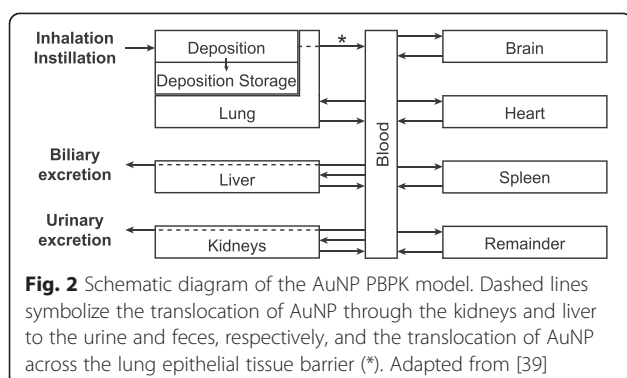 Inhalation
Instillation
Deposition
*
Deposition Storage
Lung
Blood
Brain
Heart
Biliary
excretion
Liver
Spleen
Urinary
excretion
Kidneys
Remainder
Fig. 2 Schematic diagram of the AuNP PBPK model. Dashed lines
symbolize the translocation of AuNP through the kidneys and liver
to the urine and feces, respectively, and the translocation of AuNP
across the lung epithelial tissue barrier (*). Adapted from [39]